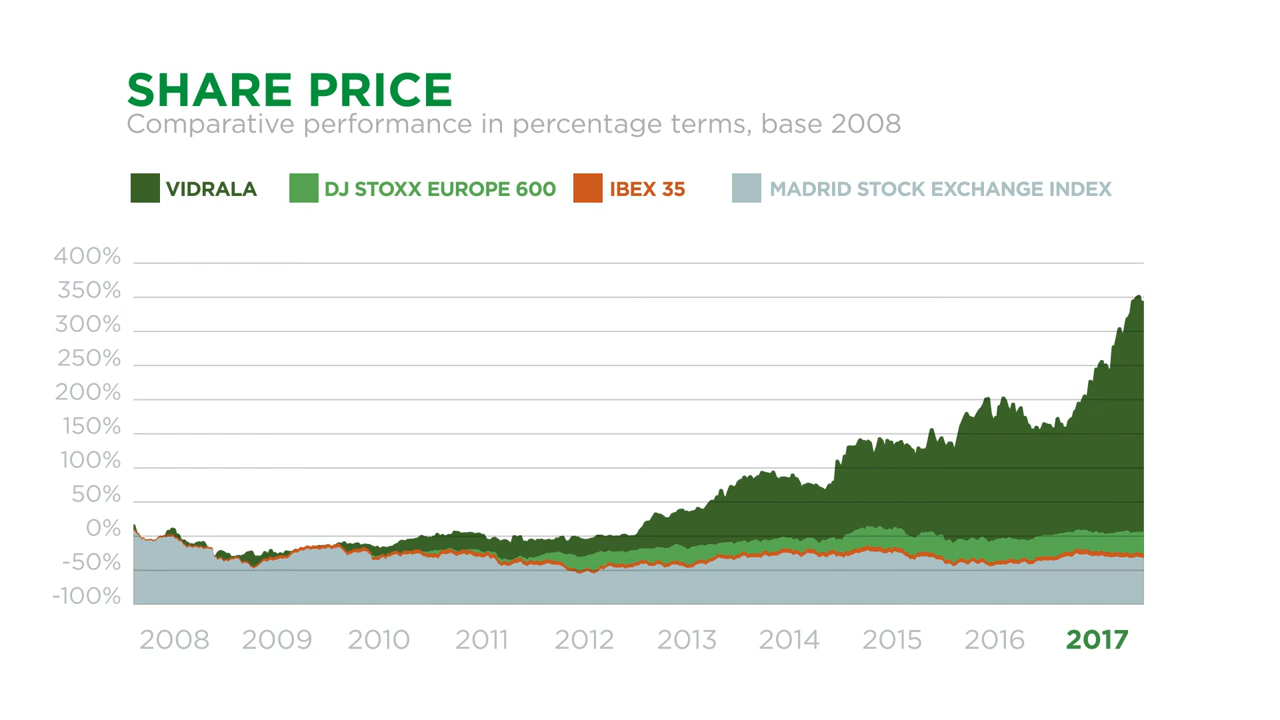 SHARE PRICE
Comparative performance in percentage terms, base 2008
VIDRALA DJ STOXX EUROPE 600 IBEX 35 MADRID STOCK EXCHANGE INDEX
400%
350%
300%
250%
200%
150%
100%
50%
0%
-50%
-100%
2008 2009 2010 2011 2012 2013 2014 2015 2016 2017